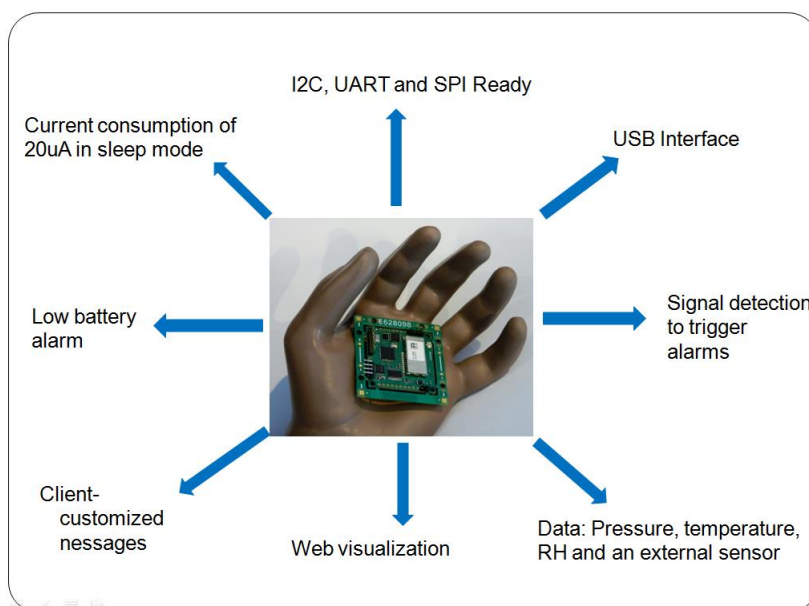 I2C, UART and SPI Ready
Current consumption of
20uA in sleep mode
USB Interface
E628096
Low battery
alarm
Signal detection
to trigger
alarms
Client-
customized
nessages
Web visualization
Data: Pressure, temperature,
RH and an external sensor